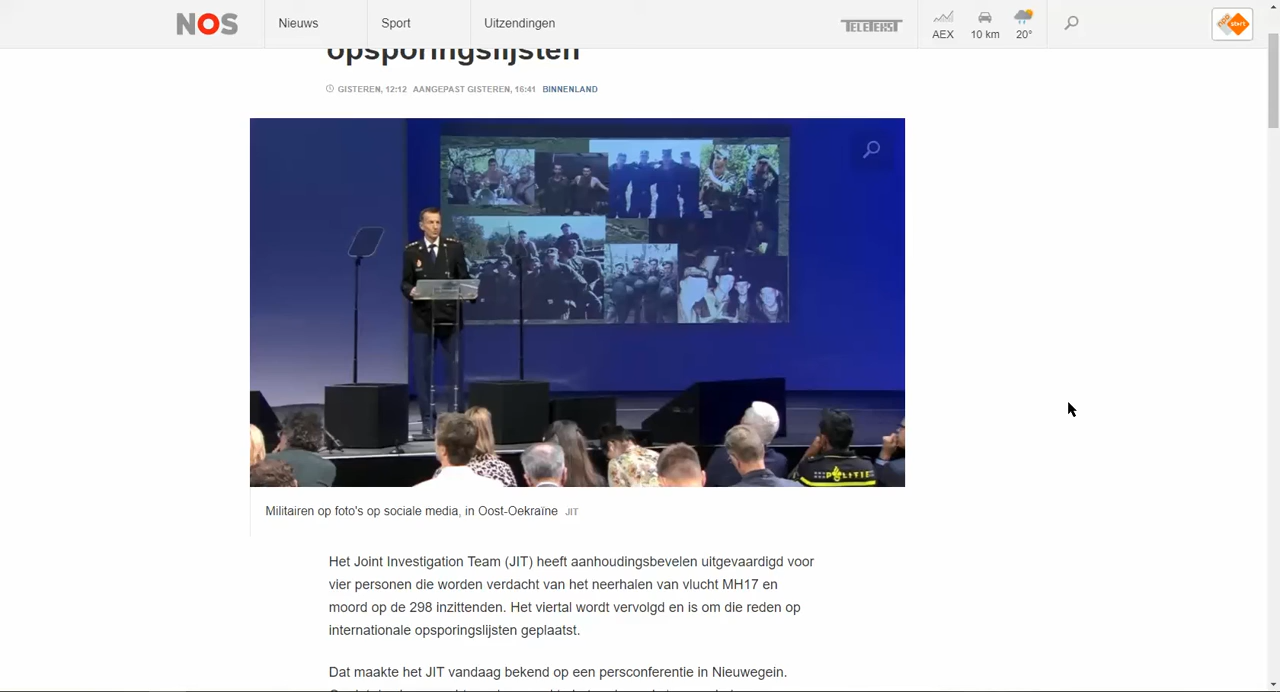 NOS Nieuws Sport Uitzendingen TELETEKST AEX 10 km 20° npo start
opsporingslijsten
GISTEREN, 12:12 AANGEPAST GISTEREN, 16:41 BINNENLAND
POLITIE
Militairen op foto's op sociale media, in Oost-Oekraïne JIT
Het Joint Investigation Team (JIT) heeft aanhoudingsbevelen uitgevaardigd voor
vier personen die worden verdacht van het neerhalen van vlucht MH17 en
moord op de 298 inzittenden. Het viertal wordt vervolgd en is om die reden op
internationale opsporingslijsten geplaatst.
Dat maakte het JIT vandaag bekend op een persconferentie in Nieuwegein.